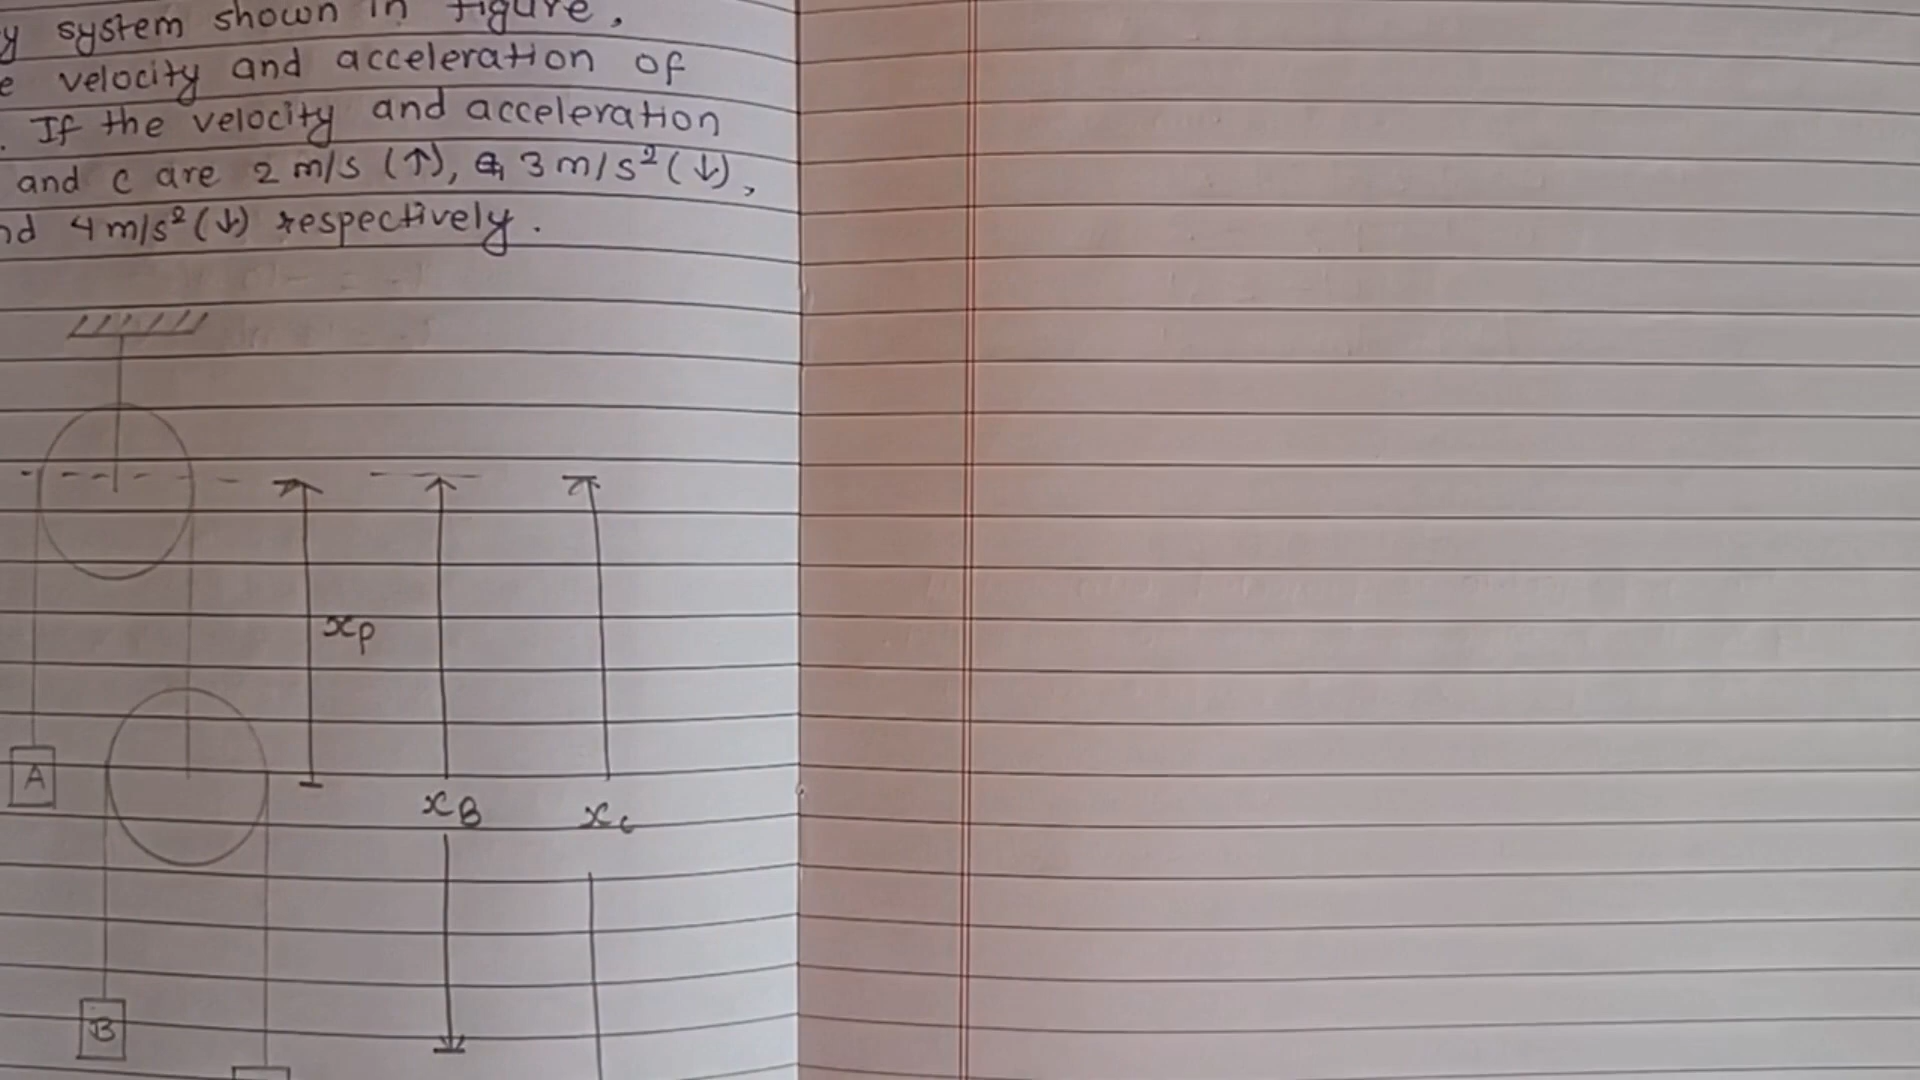 y system shown in figure.
e velocity and acceleration of
. If the velocity and acceleration
and c are 2 m/s (↑), 3 m/s² (↓),
nd 4 m/s² (↓) respectively.
xp
A
xB
xc
B